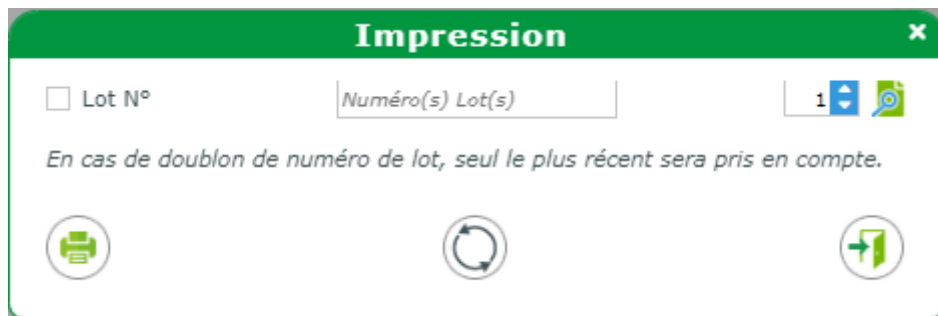 Impression
Lot N° Numéro(s) Lot(s) 1
En cas de doublon de numéro de lot, seul le plus récent sera pris en compte.